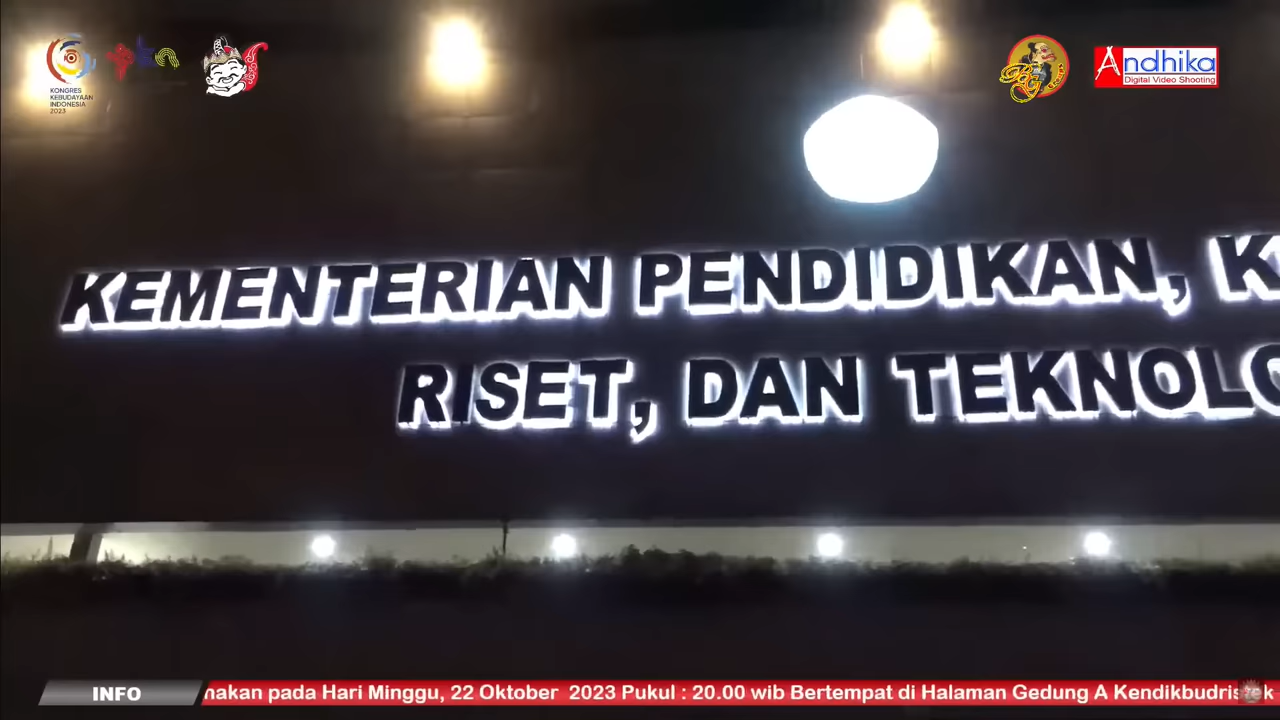 KONGRES
KEBUDAYAAN
INDONESIA
2023
Andhika
Digital Video Shooting
KEMENTERIAN PENDIDIKAN, K
RISET, DAN TEKNOLO
INFO
nakan pada Hari Minggu, 22 Oktober 2023 Pukul : 20.00 wib Bertempat di Halaman Gedung A Kendikbudristek